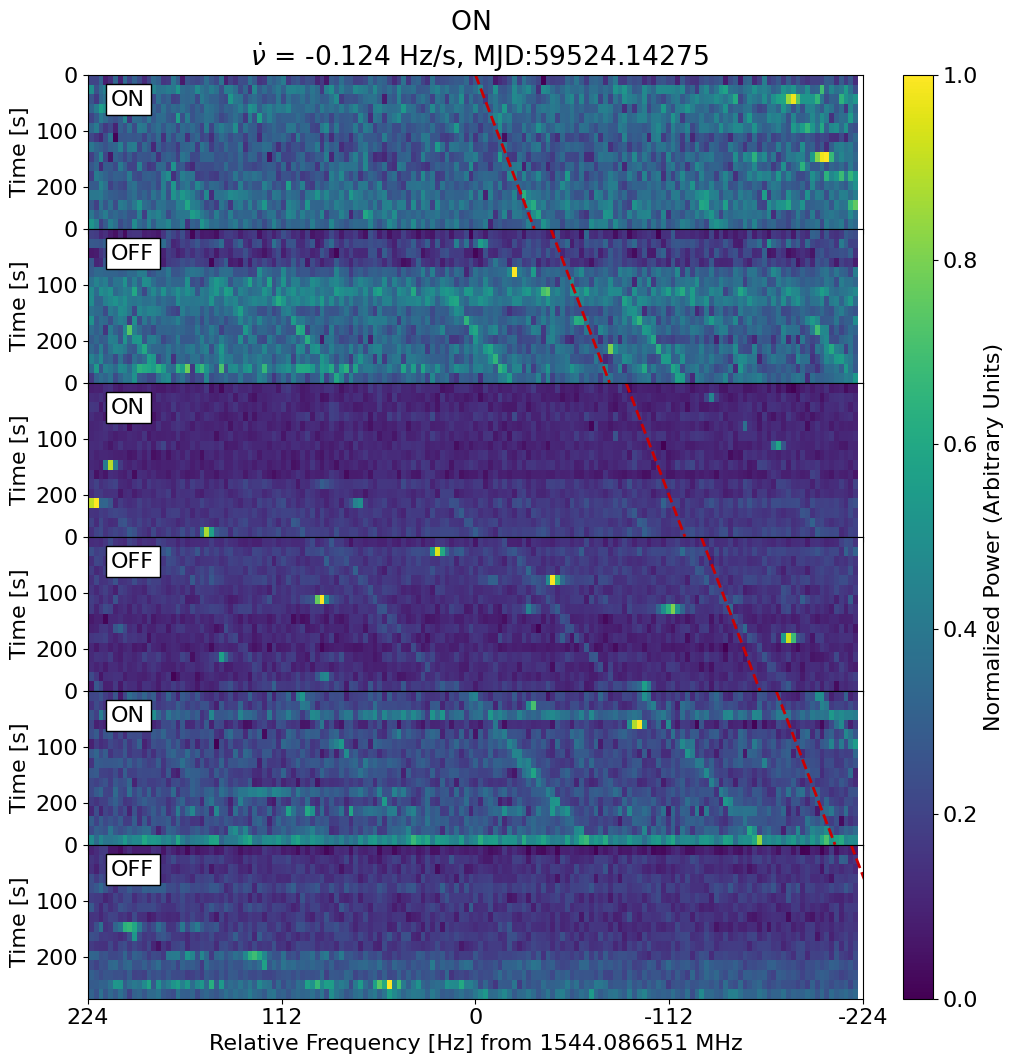 ON
ν̇ = -0.124 Hz/s, MJD:59524.14275
0
100
200
Time [s]
ON
0
100
200
Time [s]
OFF
0
100
200
Time [s]
ON
0
100
200
Time [s]
OFF
0
100
200
Time [s]
ON
0
100
200
Time [s]
OFF
224 112 0 -112 -224
Relative Frequency [Hz] from 1544.086651 MHz
1.0
0.8
0.6
0.4
0.2
0.0
Normalized Power (Arbitrary Units)